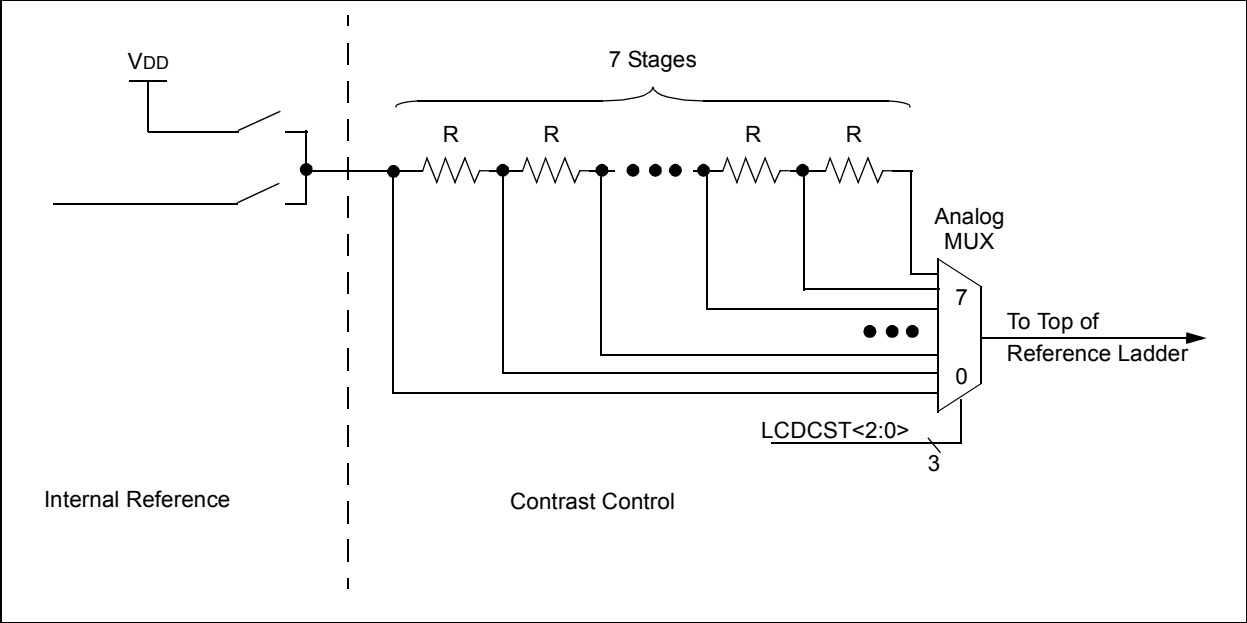 VDD
7 Stages
R
R
R
R
Analog
MUX
7
To Top of
Reference Ladder
0
LCDCST<2:0>
3
Internal Reference
Contrast Control